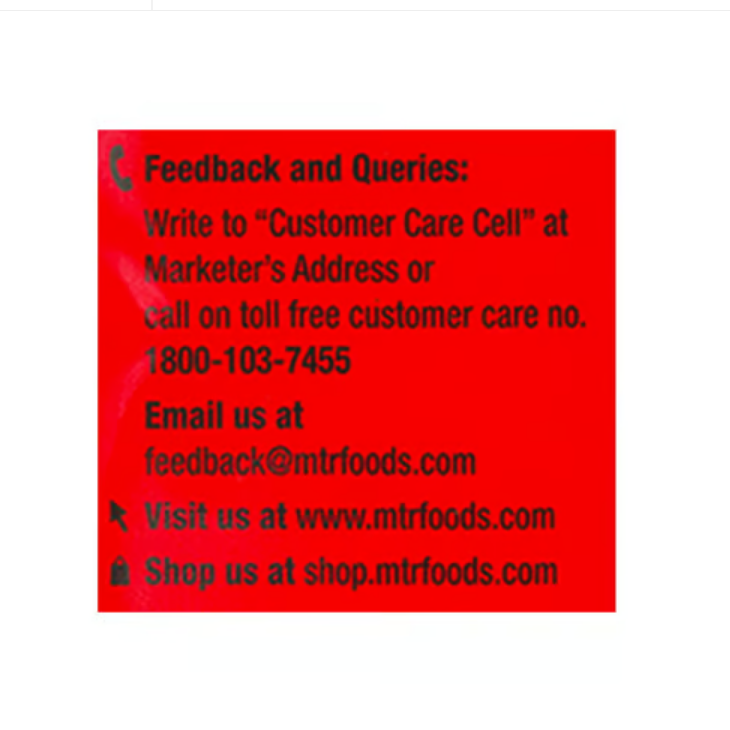 Feedback and Queries:
Write to “Customer Care Cell” at
Marketer’s Address or
call on toll free customer care no.
1800-103-7455
Email us at
feedback@mtrfoods.com
Visit us at www.mtrfoods.com
Shop us at shop.mtrfoods.com